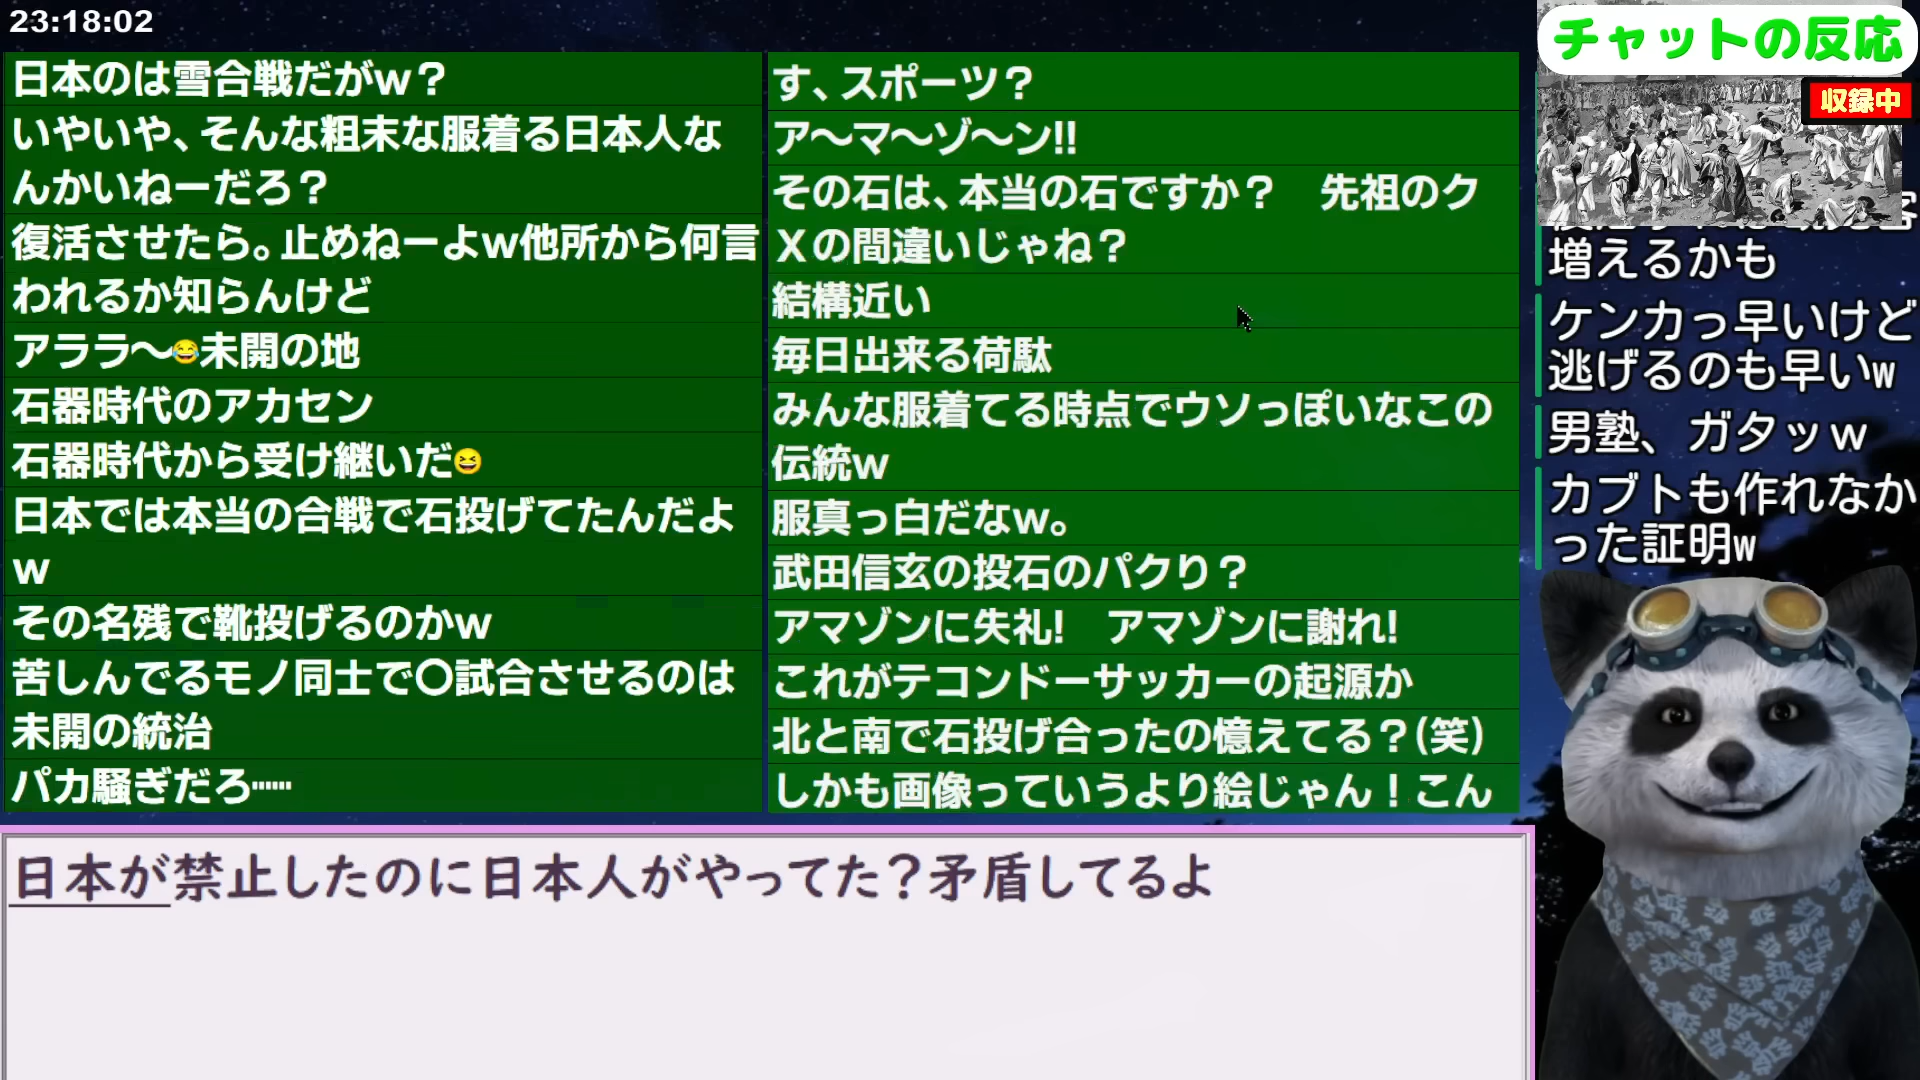 23:18:02
日本のは雪合戦だがw？
いやいや、そんな粗末な服着る日本人な
んかいねーだろ？
復活させたら。止めねーよw他所から何言
われるか知らんけど
アララ〜😂未開の地
石器時代のアカセン
石器時代から受け継いだ😆
日本では本当の合戦で石投げてたんだよ
w
その名残で靴投げるのかw
苦しんでるモノ同士で〇試合させるのは
未開の統治
パカ騒ぎだろ┈┈
す、スポーツ？
ア〜マ〜ゾ〜ン!!
その石は、本当の石ですか？　先祖のク
Ｘの間違いじゃね？
結構近い
毎日出来る荷駄
みんな服着てる時点でウソっぽいなこの
伝統w
服真っ白だなw。
武田信玄の投石のパクり？
アマゾンに失礼!　アマゾンに謝れ!
これがテコンドーサッカーの起源か
北と南で石投げ合ったの憶えてる？(笑)
しかも画像っていうより絵じゃん！こん
チャットの反応
収録中
増えるかも
ケンカっ早いけど
逃げるのも早いw
男塾、ガタッｗ
カブトも作れなか
った証明w
日本が禁止したのに日本人がやってた？矛盾してるよ